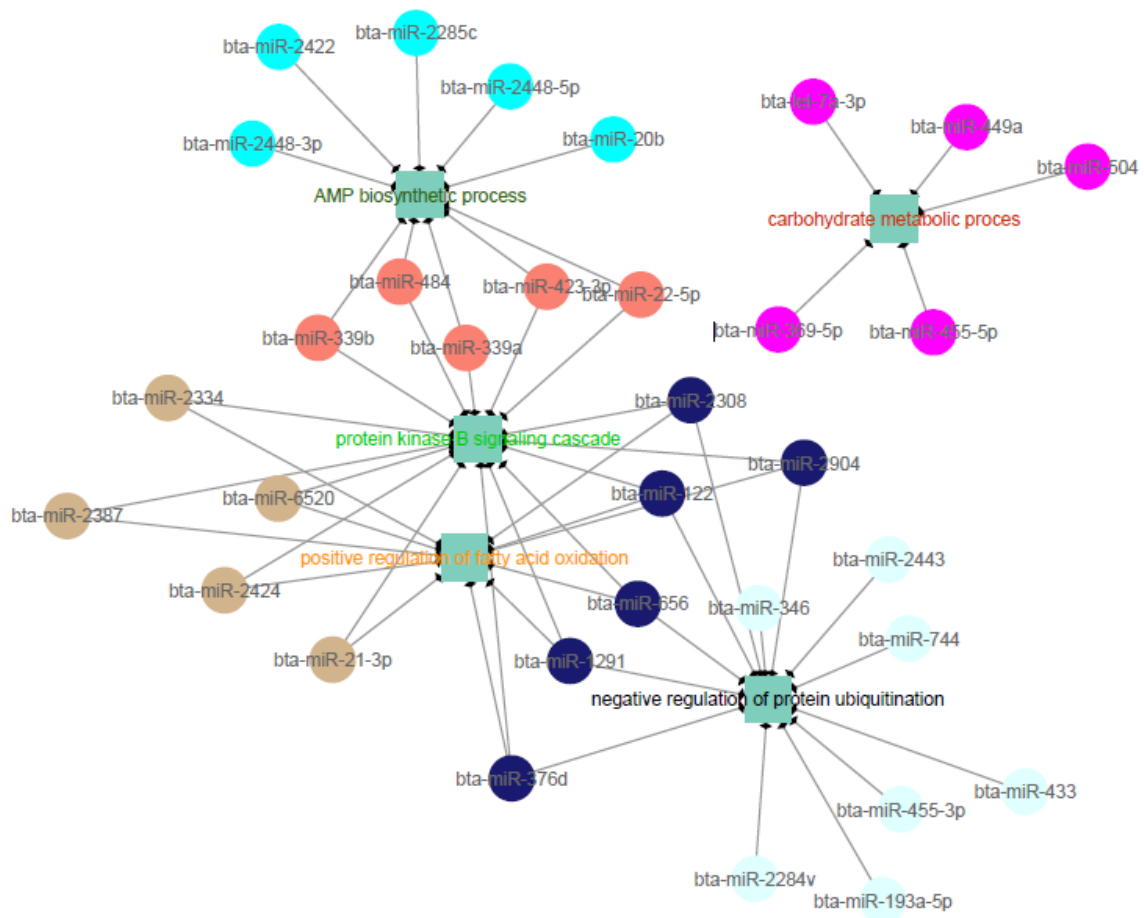 bta-miR-2285c
bta-miR-2422
bta-miR-2448-5p
bta-let-7a-3p
bta-miR-449a
bta-miR-2448-3p
bta-miR-20b
bta-miR-504
AMP biosynthetic process
carbohydrate metabolic proces
bta-miR-484
bta-miR-423-3p
bta-miR-22-5p
bta-miR-339b
bta-miR-339a
bta-miR-369-5p
bta-miR-455-5p
bta-miR-2334
bta-miR-2308
protein kinase B signaling cascade
bta-miR-2904
bta-miR-6520
bta-miR-122
bta-miR-2387
positive regulation of fatty acid oxidation
bta-miR-2443
bta-miR-2424
bta-miR-656
bta-miR-346
bta-miR-744
bta-miR-21-3p
bta-miR-1291
negative regulation of protein ubiquitination
bta-miR-376d
bta-miR-433
bta-miR-455-3p
bta-miR-2284v
bta-miR-193a-5p